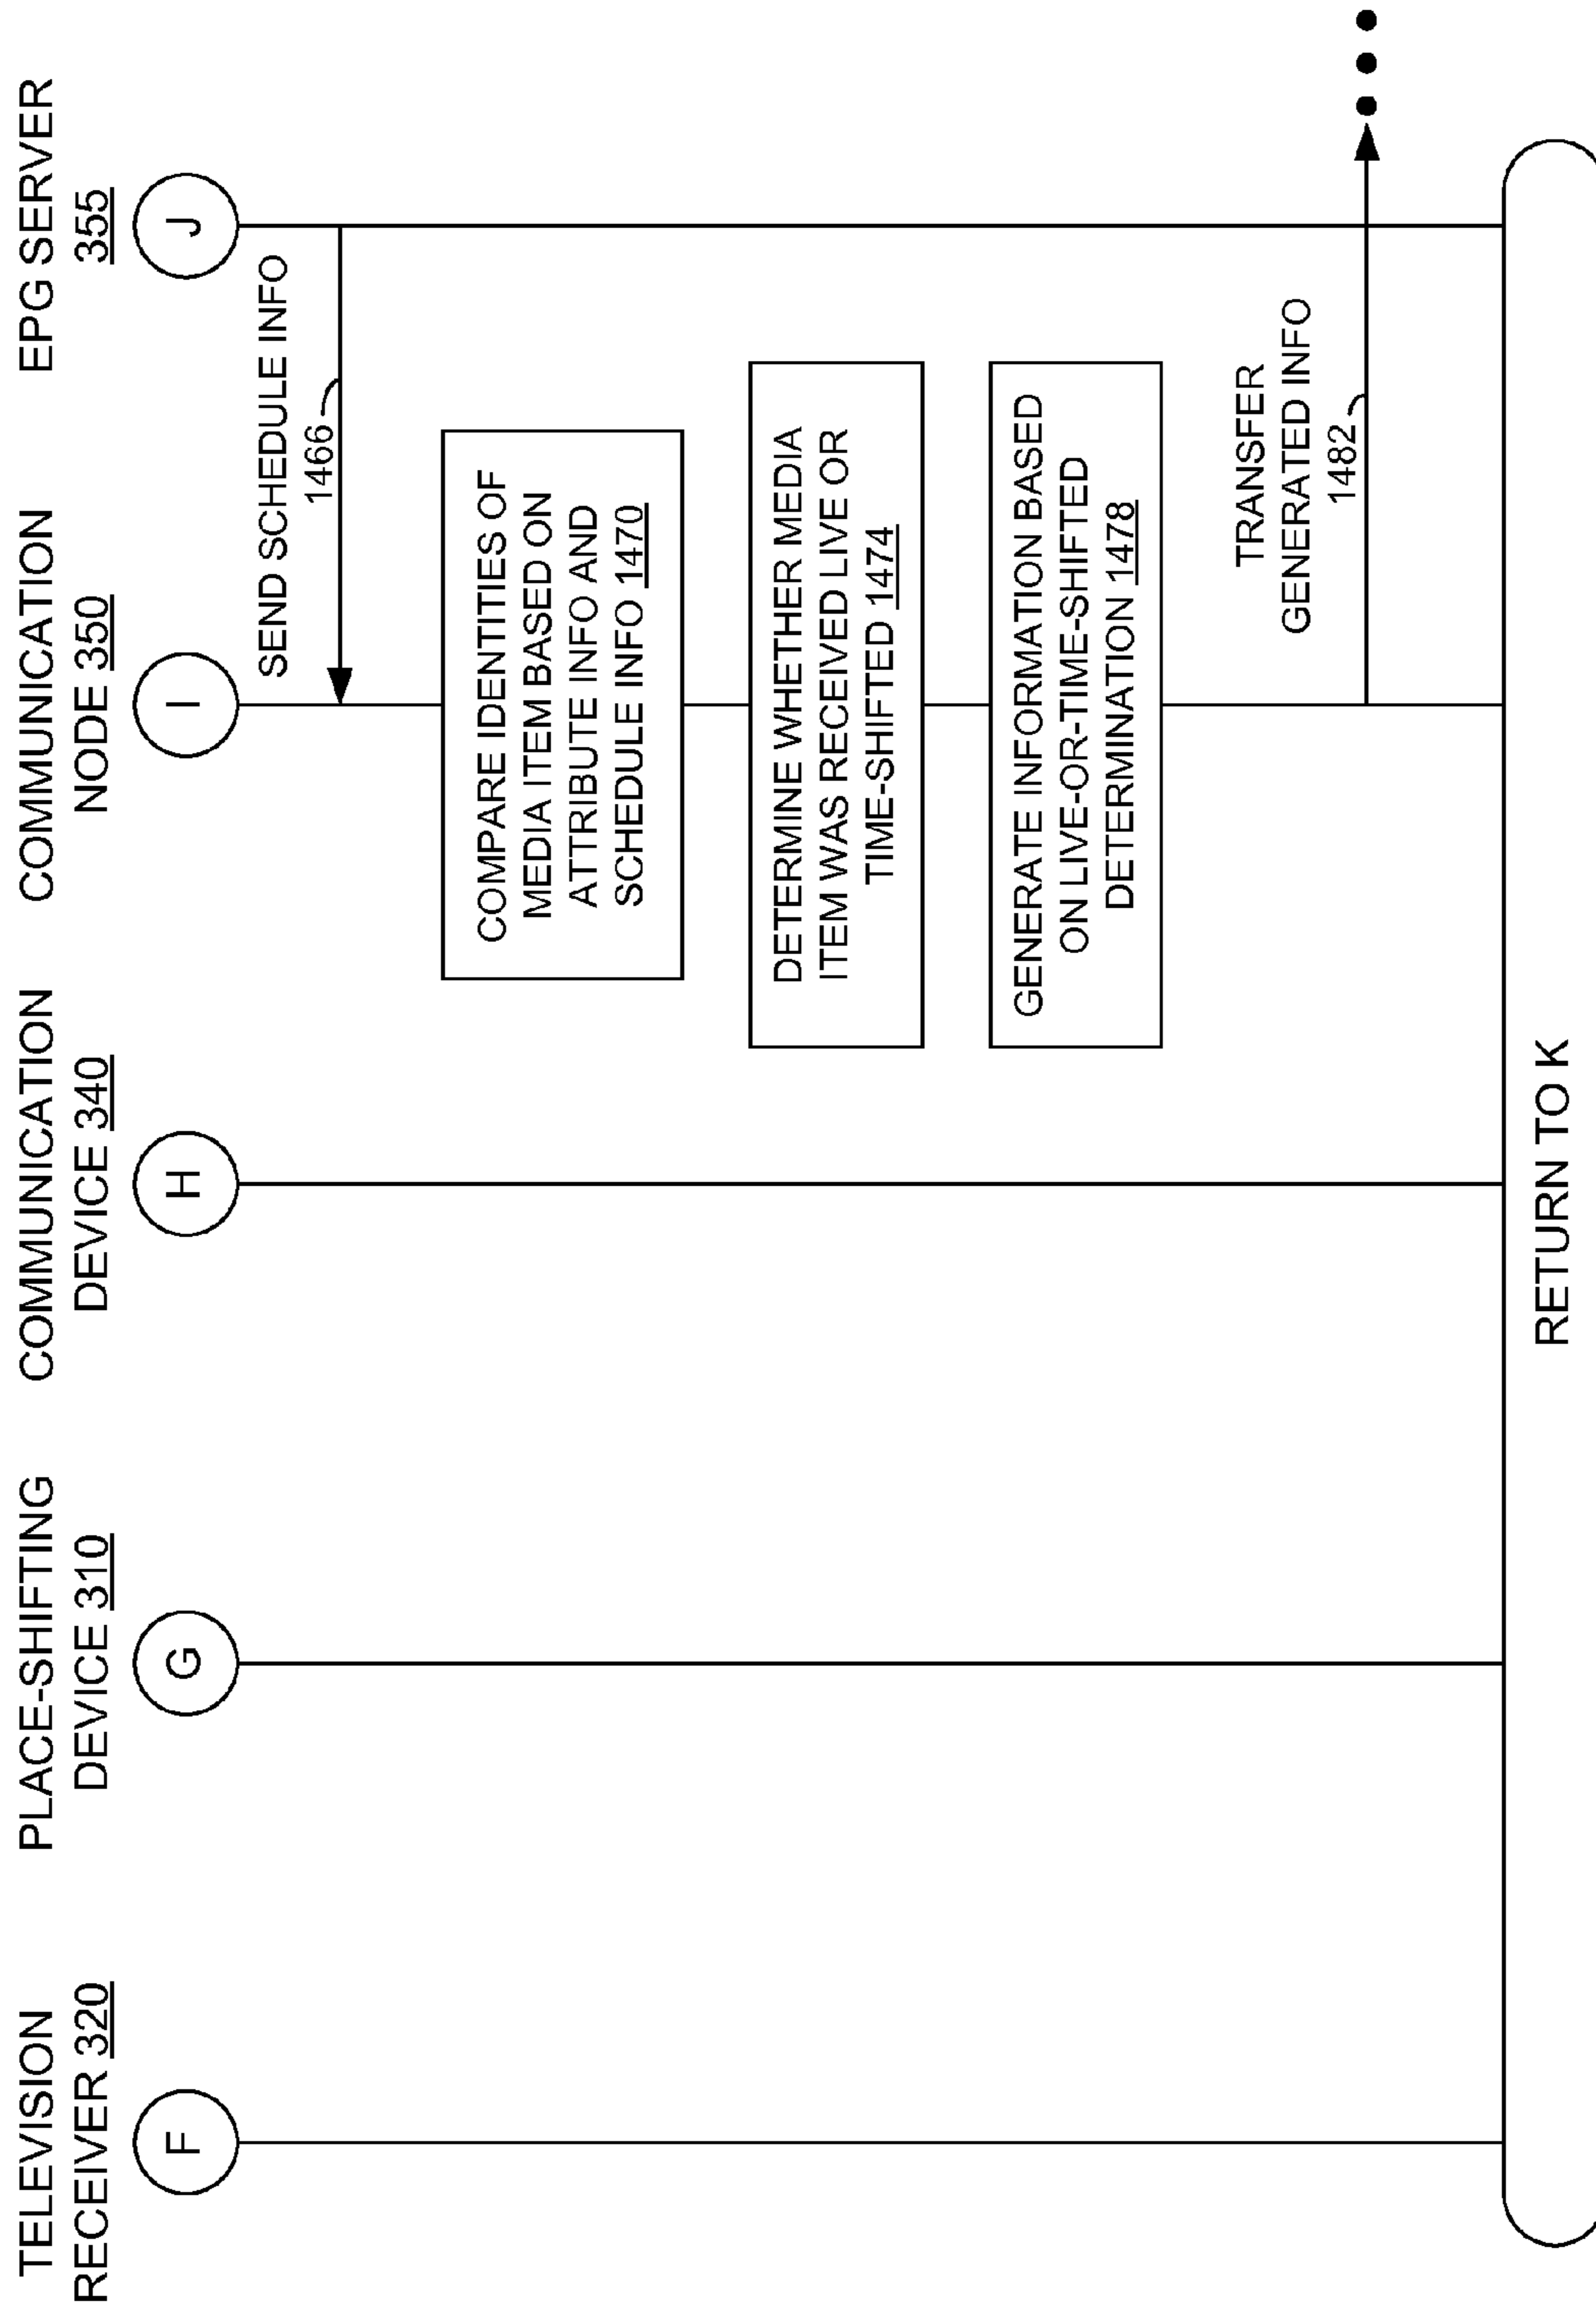 TELEVISION
RECEIVER 320
PLACE-SHIFTING
DEVICE 310
COMMUNICATION
DEVICE 340
COMMUNICATION
NODE 350
EPG SERVER
355
F
G
H
I
J
SEND SCHEDULE INFO
1466
COMPARE IDENTITIES OF
MEDIA ITEM BASED ON
ATTRIBUTE INFO AND
SCHEDULE INFO 1470
DETERMINE WHETHER MEDIA
ITEM WAS RECEIVED LIVE OR
TIME-SHIFTED 1474
GENERATE INFORMATION BASED
ON LIVE-OR-TIME-SHIFTED
DETERMINATION 1478
TRANSFER
GENERATED INFO
1482
RETURN TO K